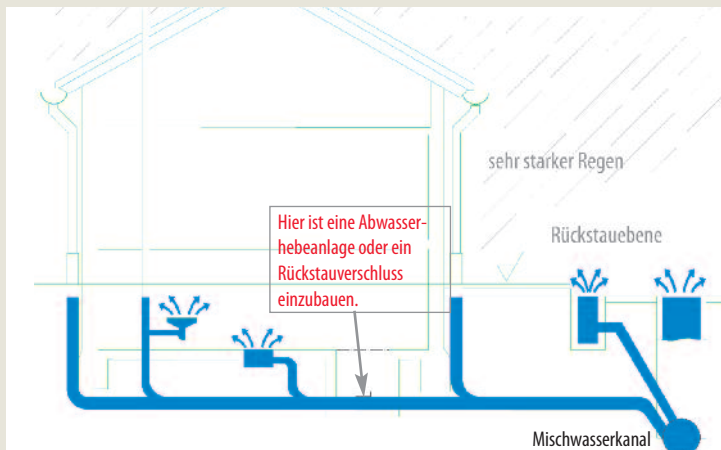 sehr starker Regen
Hier ist eine Abwasser-
hebeanlage oder ein
Rückstauverschluss
einzubauen.
Rückstauebene
Mischwasserkanal